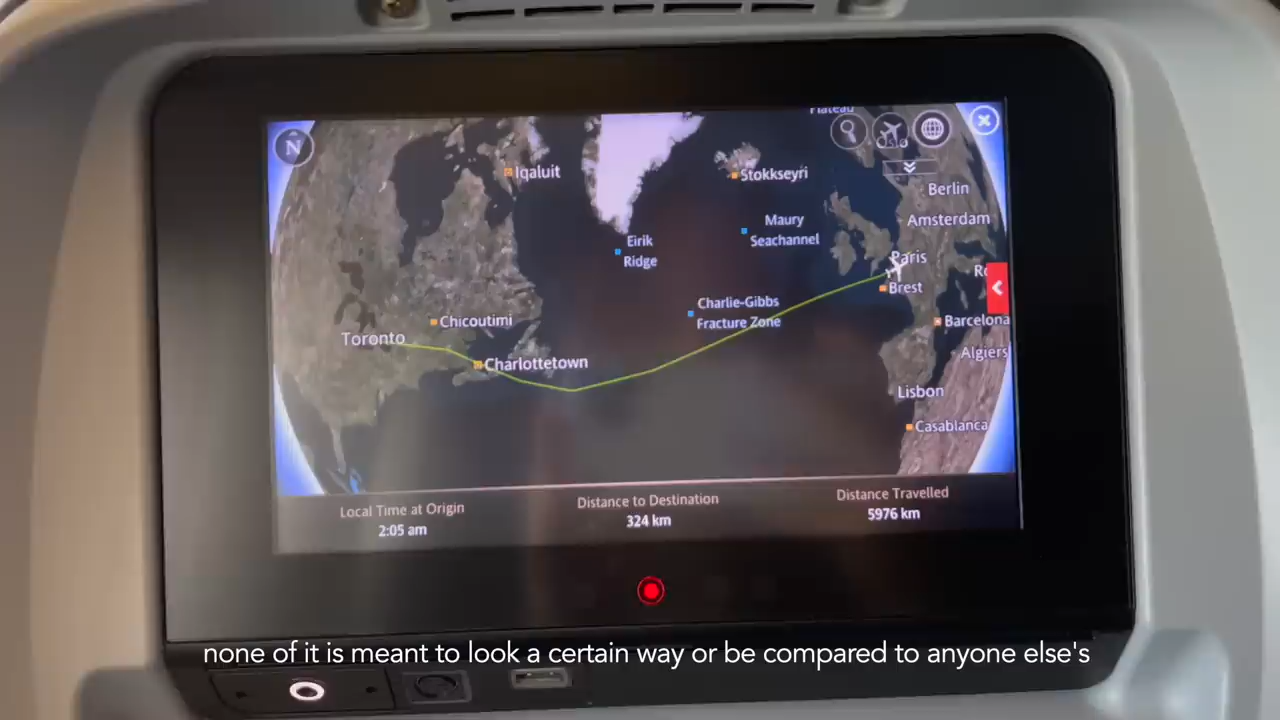 Plateau
N
Oslo
Iqaluit
Stokkseyri
Berlin
Maury
Seachannel
Amsterdam
Eirik
Ridge
Paris
Brest
Charlie-Gibbs
Fracture Zone
Chicoutimi
Barcelona
Toronto
Algiers
Charlottetown
Lisbon
Casablanca
Local Time at Origin
2:05 am
Distance to Destination
324 km
Distance Travelled
5976 km
none of it is meant to look a certain way or be compared to anyone else's